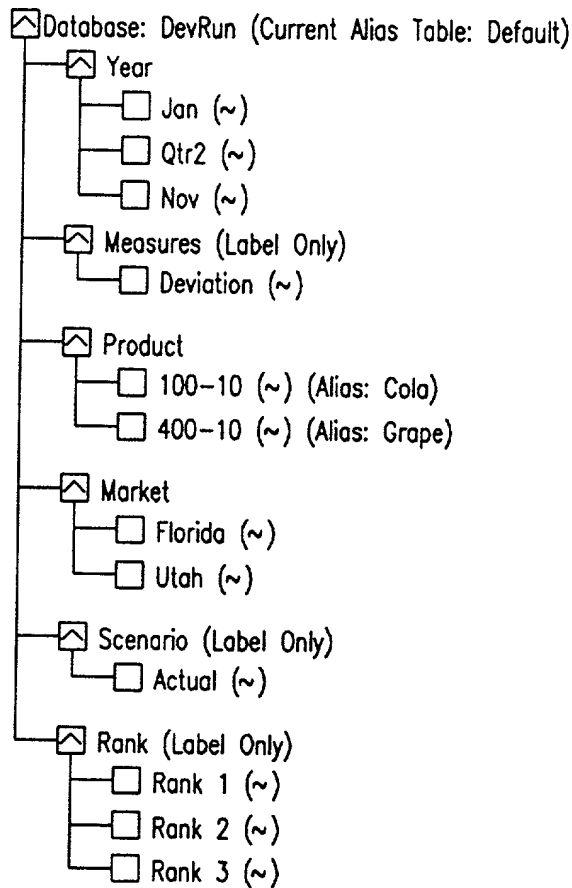 Database: DevRun (Current Alias Table: Default)
Year
Jan (~)
Qtr2 (~)
Nov (~)
Measures (Label Only)
Deviation (~)
Product
100-10 (~) (Alias: Cola)
400-10 (~) (Alias: Grape)
Market
Florida (~)
Utah (~)
Scenario (Label Only)
Actual (~)
Rank (Label Only)
Rank 1 (~)
Rank 2 (~)
Rank 3 (~)